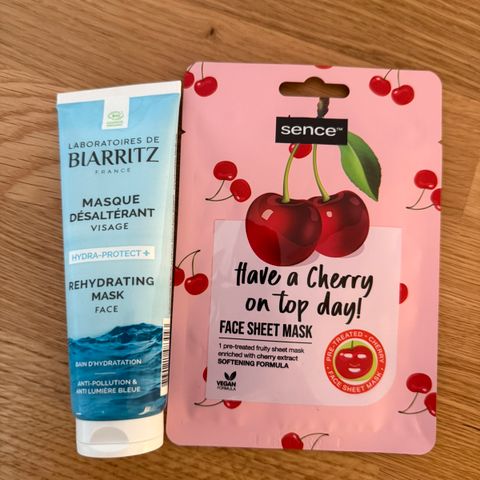 LABORATOIRES DE
BIARRITZ
FRANCE
MASQUE
DÉSALTÉRANT
VISAGE
HYDRA-PROTECT+
REHYDRATING
MASK
FACE
BAIN D'HYDRATATION
ANTI-POLLUTION &
ANTI LUMIÈRE BLEUE
sence™
Have a Cherry
on top day!
FACE SHEET MASK
1 pre-treated fruity sheet mask
enriched with cherry extract
SOFTENING FORMULA
VEGAN
FORMULA
PRE-TREATED • CHERRY
FACE SHEET MASK